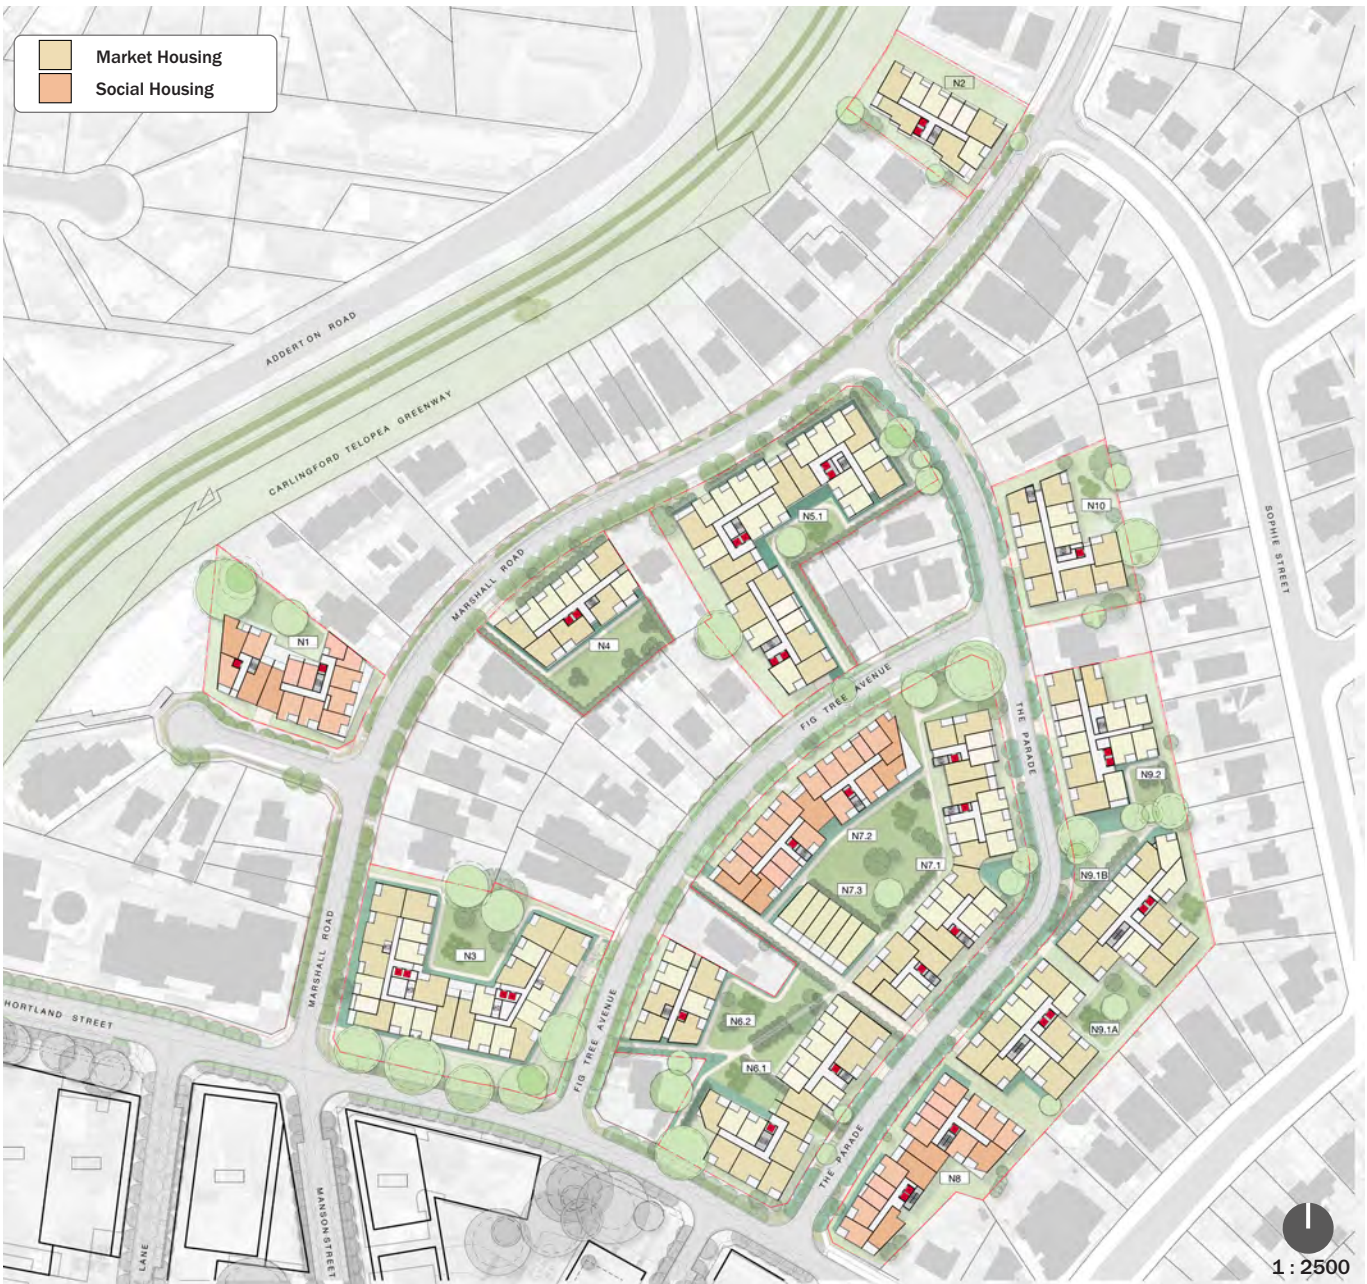 Market Housing
Social Housing
N2
ADDERTON ROAD
CARLINGFORD TELOPEA GREENWAY
N10
SOPHIE STREET
N5.1
MARSHALL ROAD
N1
N4
FIG TREE AVENUE
THE PARADE
N9.2
N7.2
N7.1
N9.1B
N7.3
MARSHALL ROAD
N3
HORTLAND STREET
FIG TREE AVENUE
N6.2
N9.1A
N6.1
THE PARADE
N8
LANE
MANSON STREET
1 : 2500